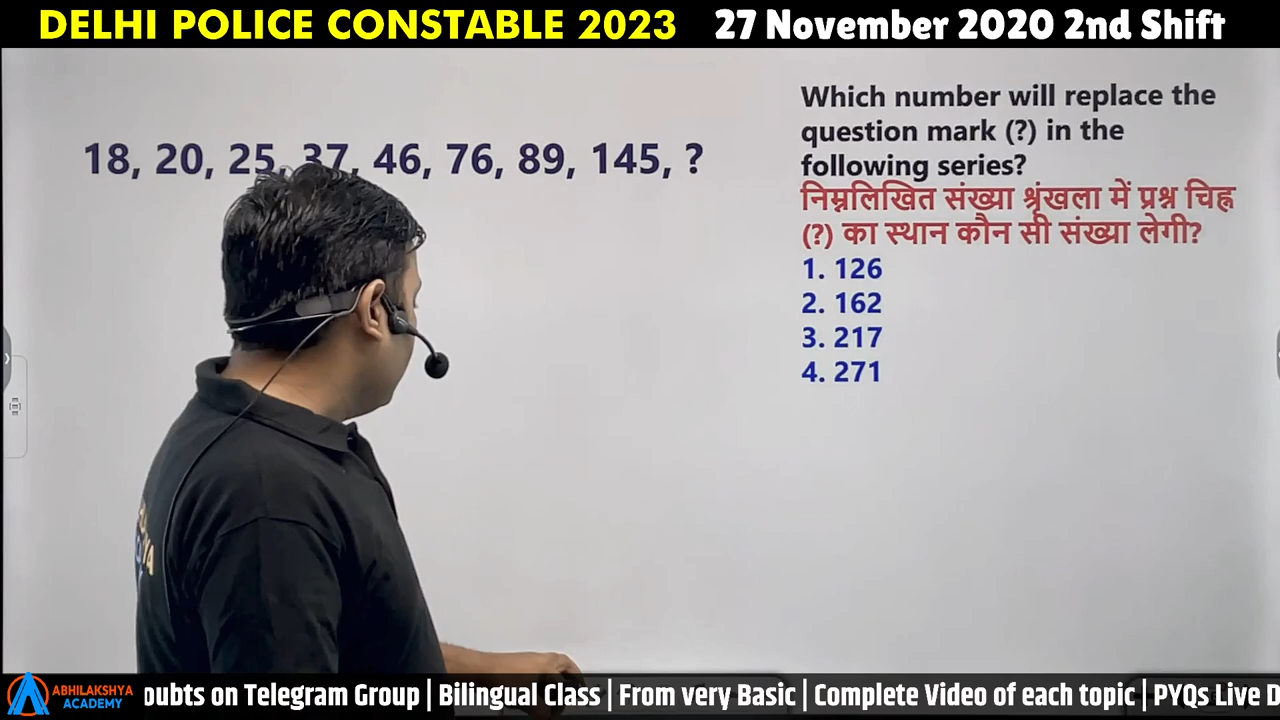 DELHI POLICE CONSTABLE 2023 27 November 2020 2nd Shift
18, 20, 25, 37, 46, 76, 89, 145, ?
Which number will replace the
question mark (?) in the
following series?
निम्नलिखित संख्या श्रृंखला में प्रश्न चिह्न
(?) का स्थान कौन सी संख्या लेगी?
1. 126
2. 162
3. 217
4. 271
ABHILAKSHYA
ACADEMY
oubts on Telegram Group | Bilingual Class | From very Basic | Complete Video of each topic | PYQs Live D